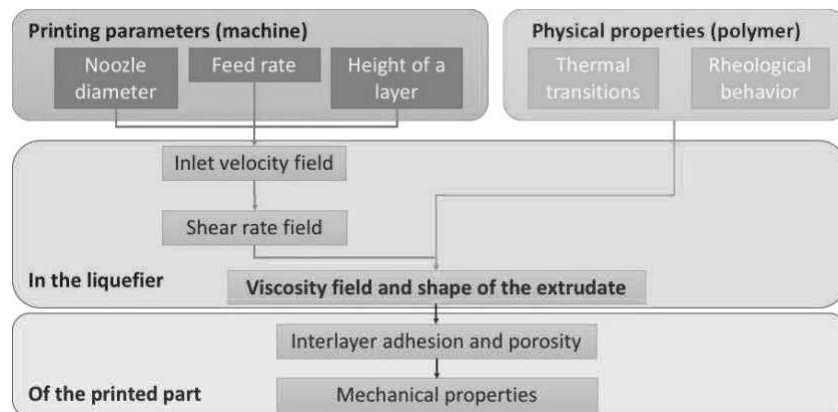 Printing parameters (machine)
Noozle
diameter
Feed rate
Height of a
layer
Physical properties (polymer)
Thermal
transitions
Rheological
behavior
Inlet velocity field
Shear rate field
In the liquefier
Viscosity field and shape of the extrudate
Interlayer adhesion and porosity
Of the printed part
Mechanical properties